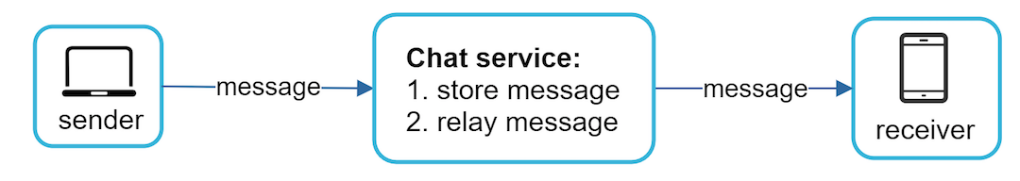 sender
message
Chat service:
1. store message
2. relay message
message
receiver